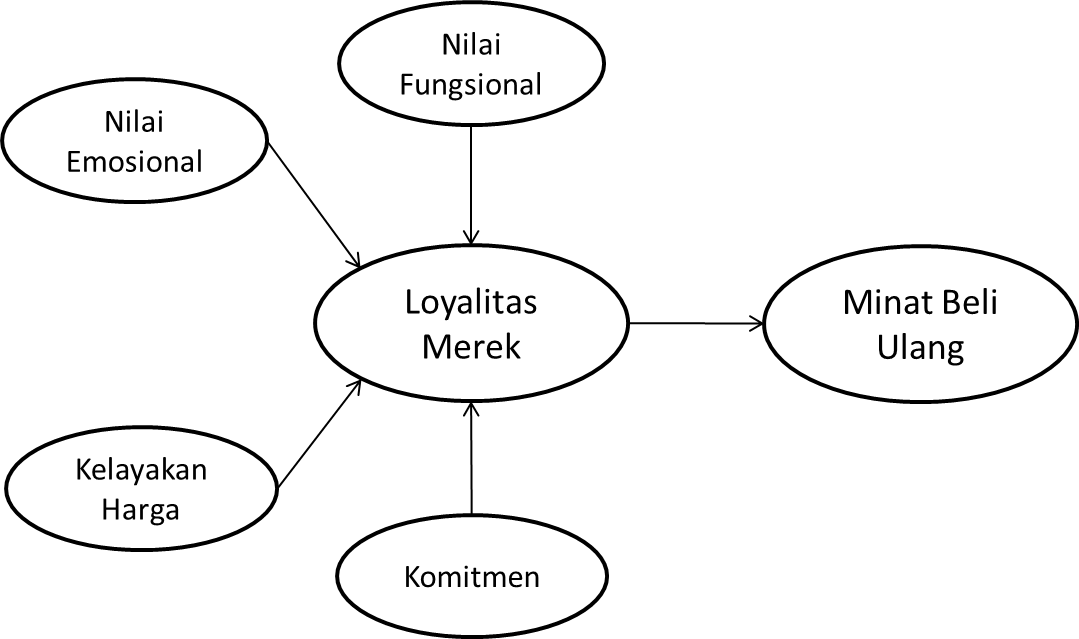 Nilai
Fungsional
Nilai
Emosional
Loyalitas
Merek
Minat Beli
Ulang
Kelayakan
Harga
Komitmen